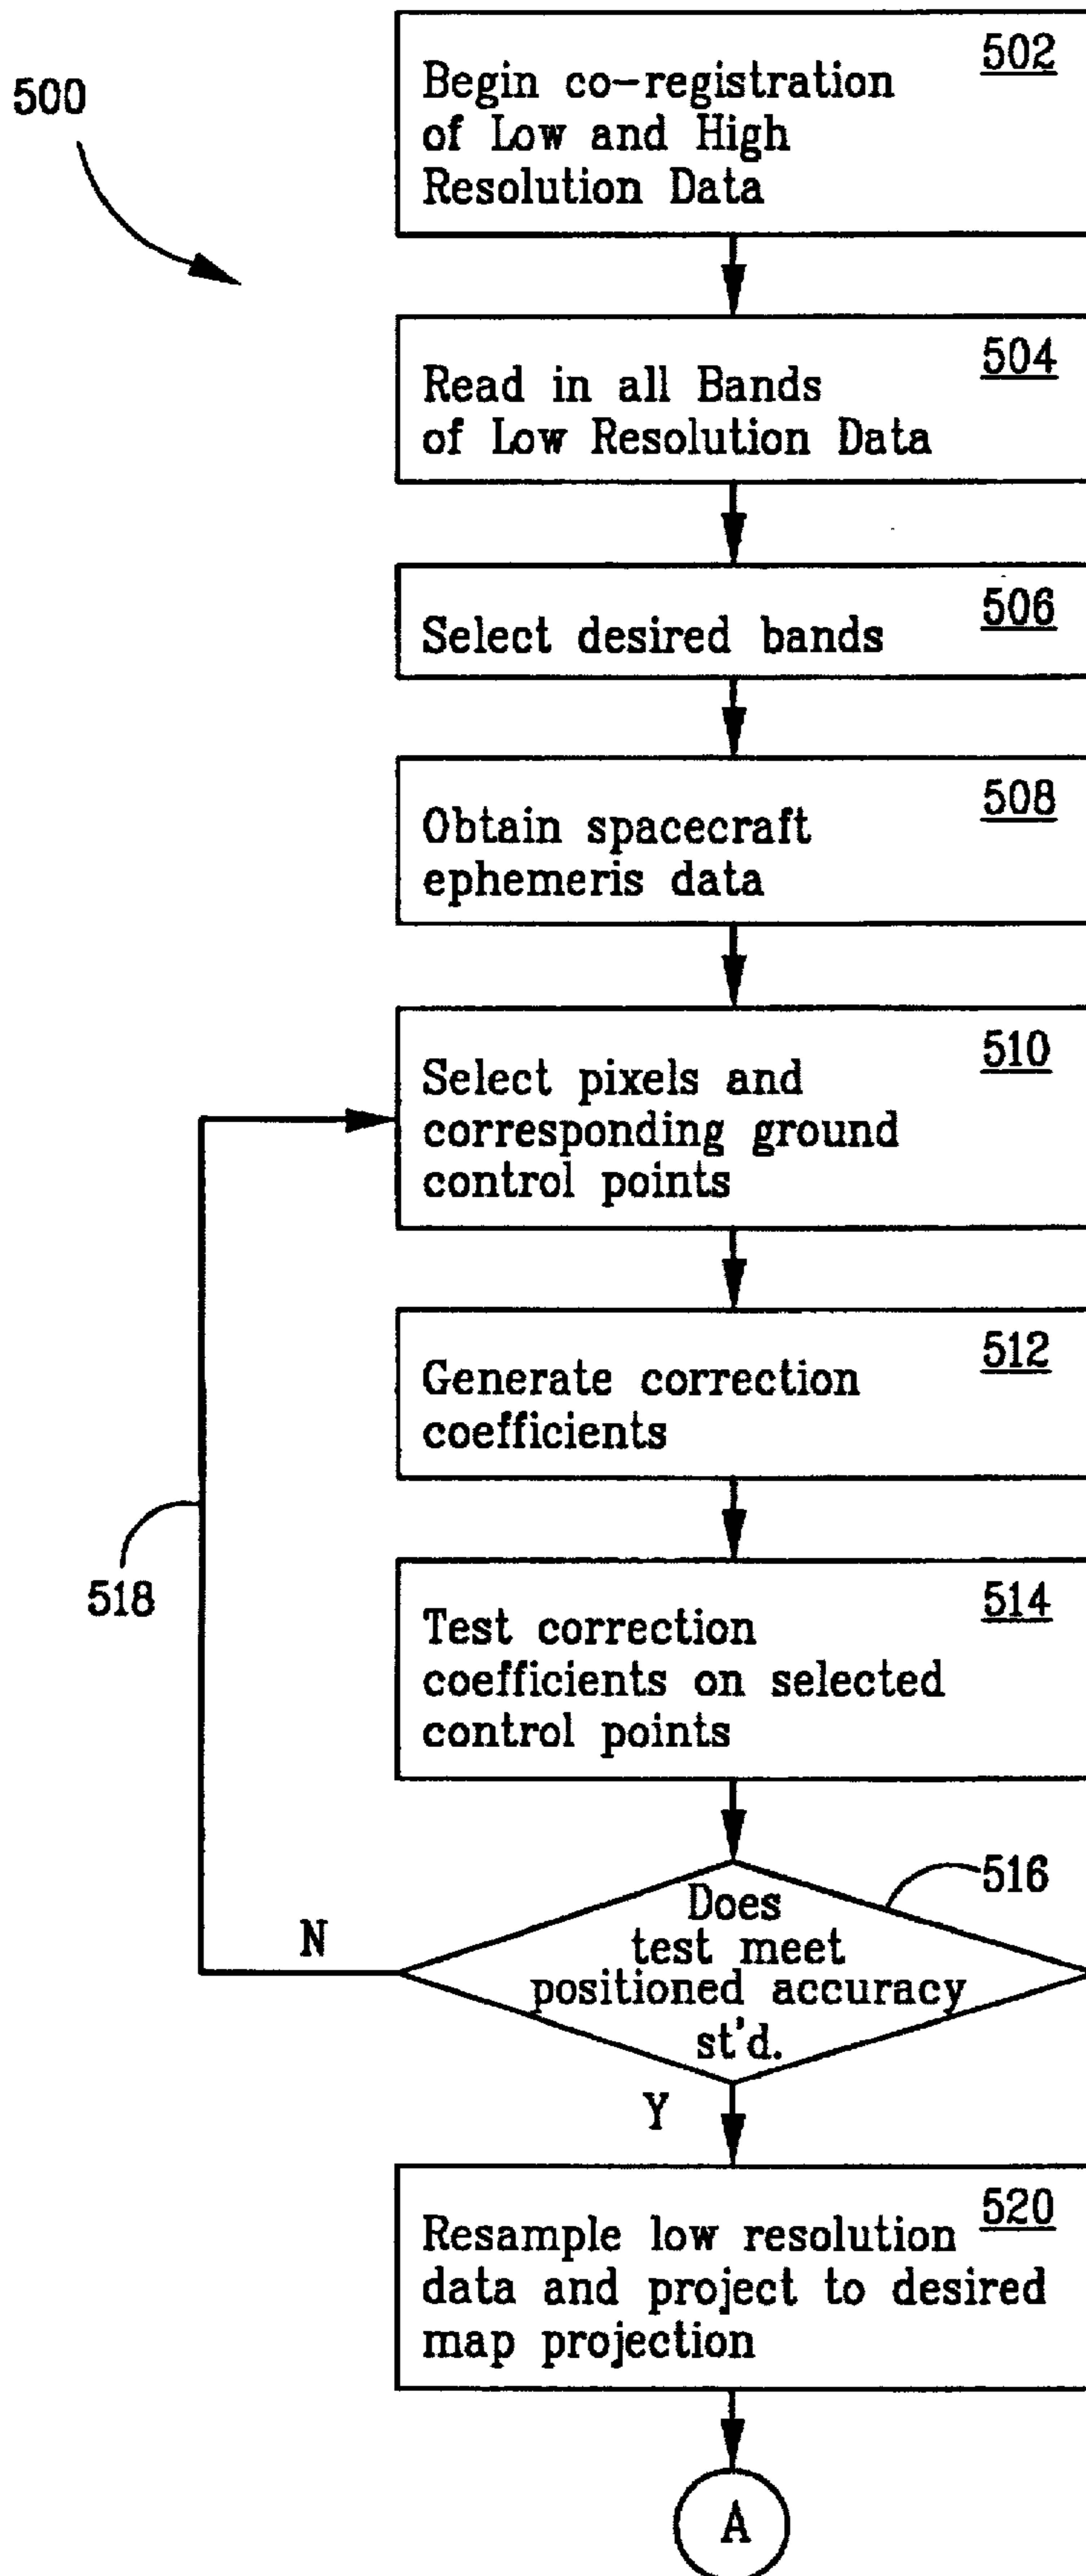 500
502
Begin co-registration
of Low and High
Resolution Data
504
Read in all Bands
of Low Resolution Data
506
Select desired bands
508
Obtain spacecraft
ephemeris data
510
Select pixels and
corresponding ground
control points
512
Generate correction
coefficients
514
Test correction
coefficients on selected
control points
518
516
Does
test meet
positioned accuracy
st'd.
N
Y
520
Resample low resolution
data and project to desired
map projection
A